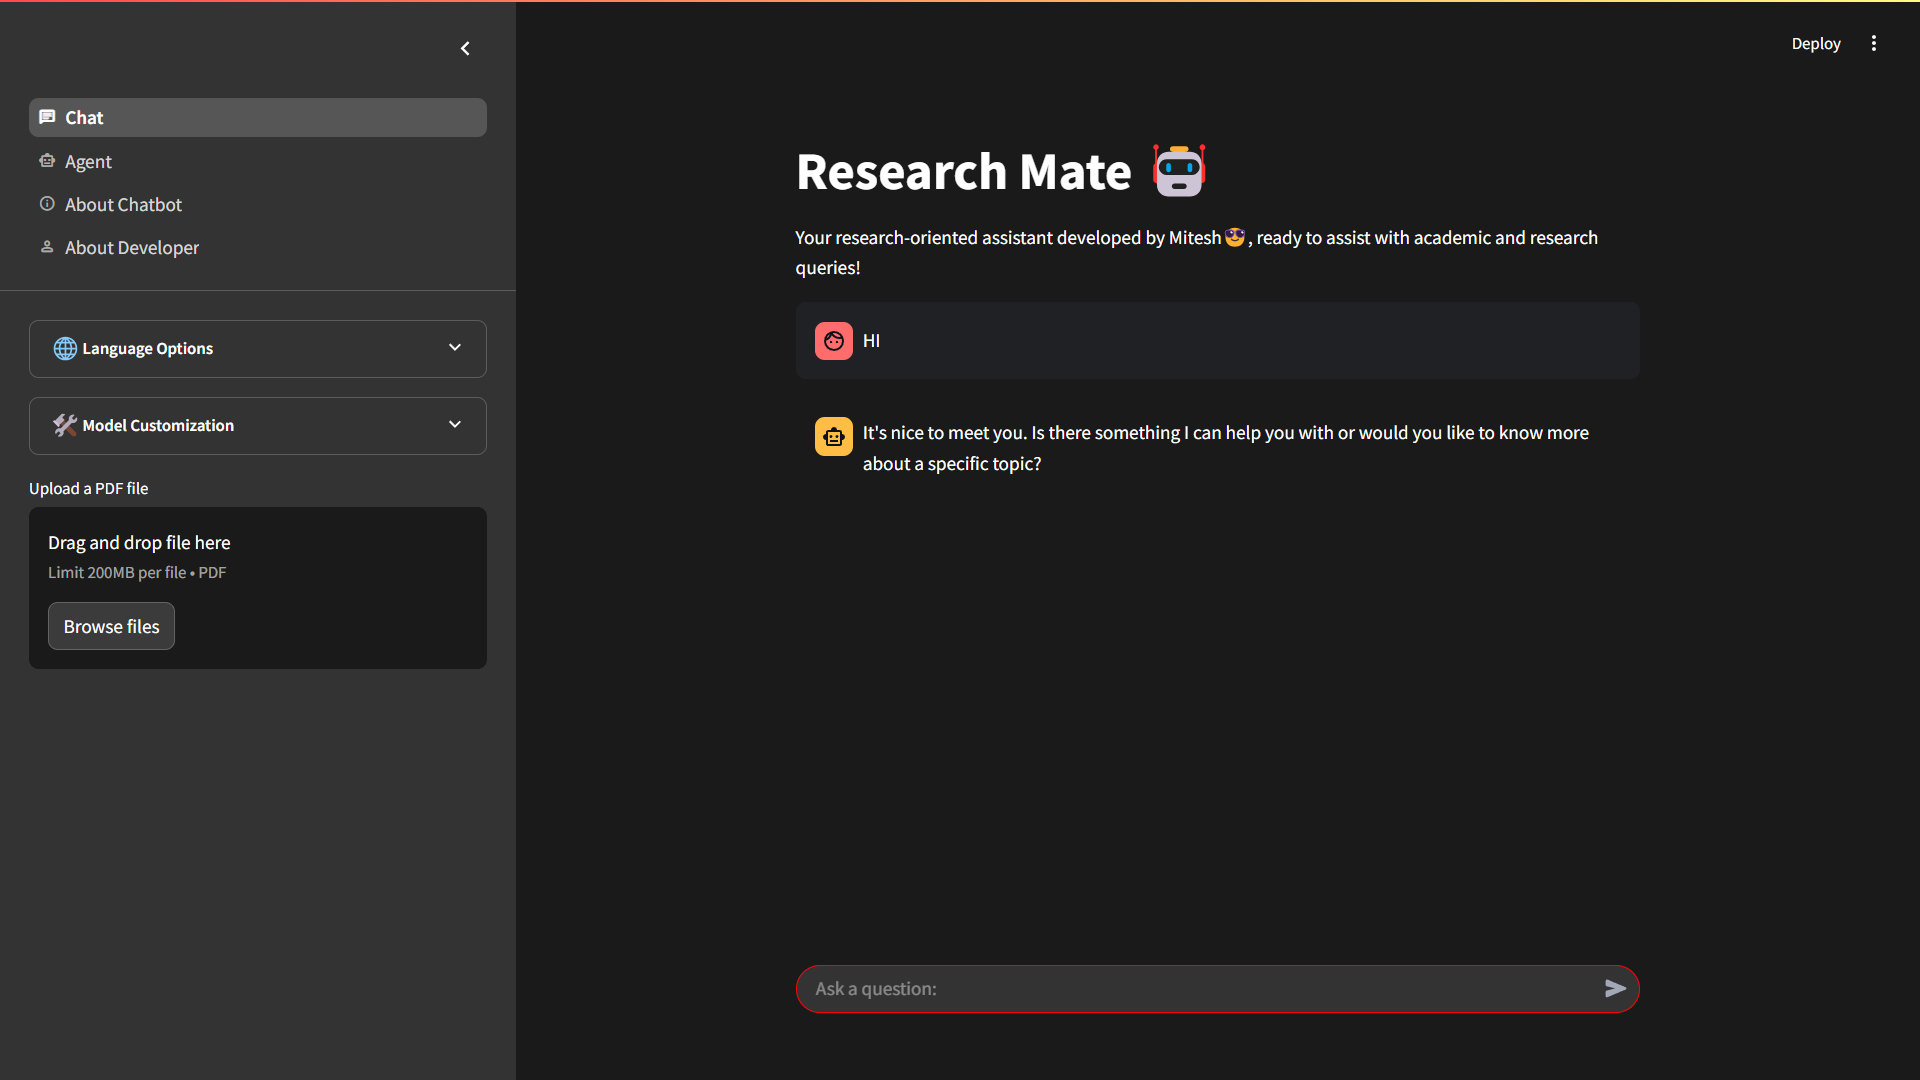 Deploy
Chat
Agent
About Chatbot
About Developer
Language Options
Model Customization
Upload a PDF file
Drag and drop file here
Limit 200MB per file • PDF
Browse files
Research Mate
Your research-oriented assistant developed by Mitesh😎, ready to assist with academic and research
queries!
HI
It's nice to meet you. Is there something I can help you with or would you like to know more
about a specific topic?
Ask a question: